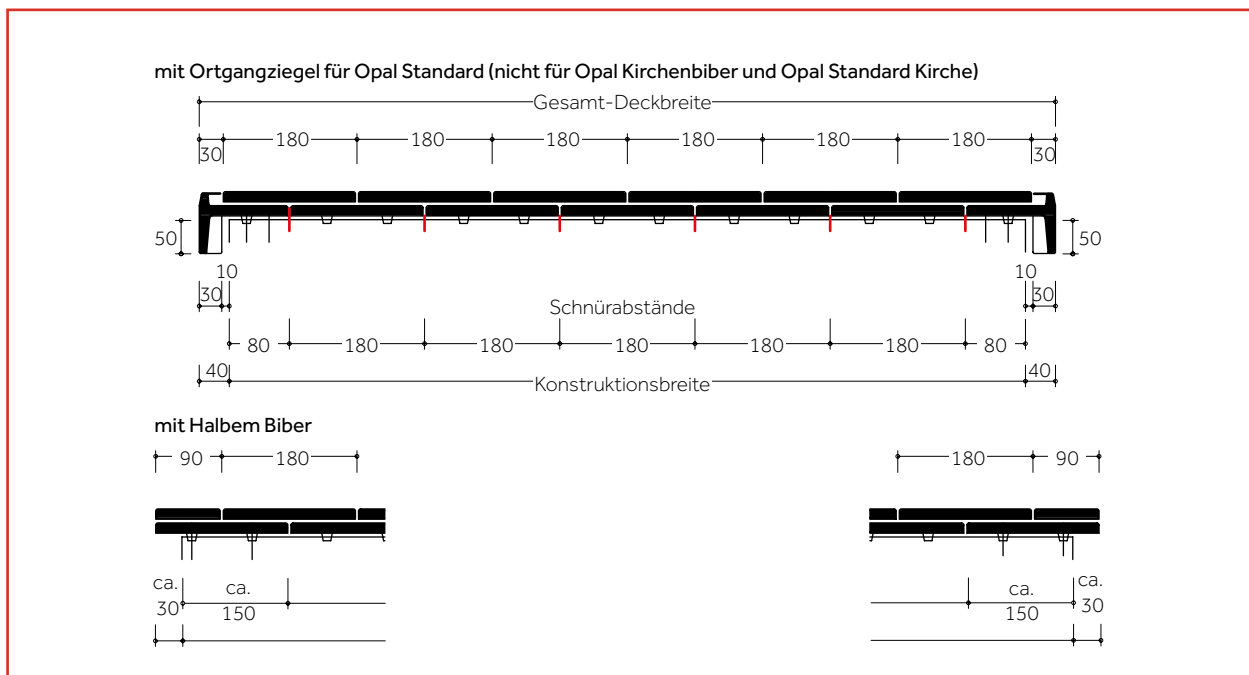 mit Ortgangziegel für Opal Standard (nicht für Opal Kirchenbiber und Opal Standard Kirche)
Gesamt-Deckbreite
30 180 180 180 180 180 180 30
50 50
10 10
30 Schnürabstände 30
80 180 180 180 180 180 80
40 Konstruktionsbreite 40
mit Halbem Biber
90 180 180 90
ca. ca. ca. ca.
30 150 150 30